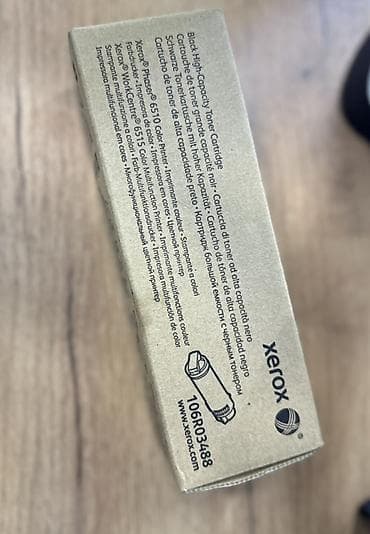 Black High-Capacity Toner Cartridge
Cartouche de toner grande capacité noir • Cartuccia di toner ad alta capacità nero
Schwarze Tonerkartusche mit hoher Kapazität • Cartucho de tóner de alta capacidad negro
Cartucho de toner de alta capacidade preto • Картридж большой емкости с черным тонером
Xerox® Phaser® 6510 Color Printer • Imprimante couleur • Stampante a colori
Farbdrucker • Impresora de color • Impressora em cores • Цветной принтер
Xerox® WorkCentre® 6515 Color Multifunction Printer • Imprimante multifonctions couleur
Stampante multifunzione a colori • Farb-Multifunktionsdrucker • Impresora multifunción de color
Impressora multifuncional em cores • Многофункциональный цветной принтер
xerox ®
106R03488
www.xerox.com